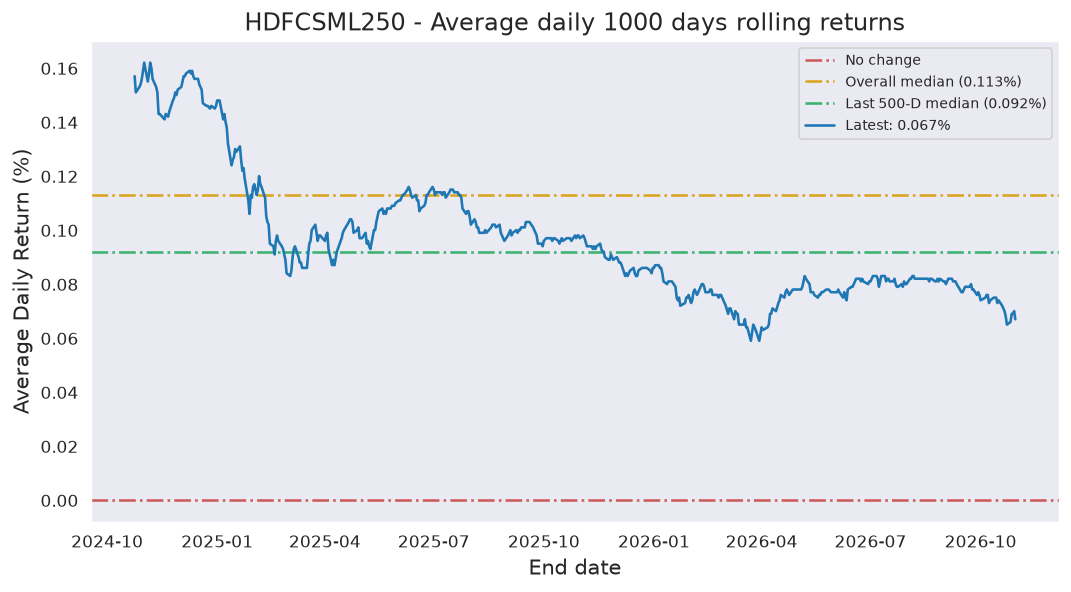 HDFCSML250 - Average daily 1000 days rolling returns
No change
Overall median (0.113%)
Last 500-D median (0.092%)
Latest: 0.067%
Average Daily Return (%)
0.16
0.14
0.12
0.10
0.08
0.06
0.04
0.02
0.00
2024-10 2025-01 2025-04 2025-07 2025-10 2026-01 2026-04 2026-07 2026-10
End date